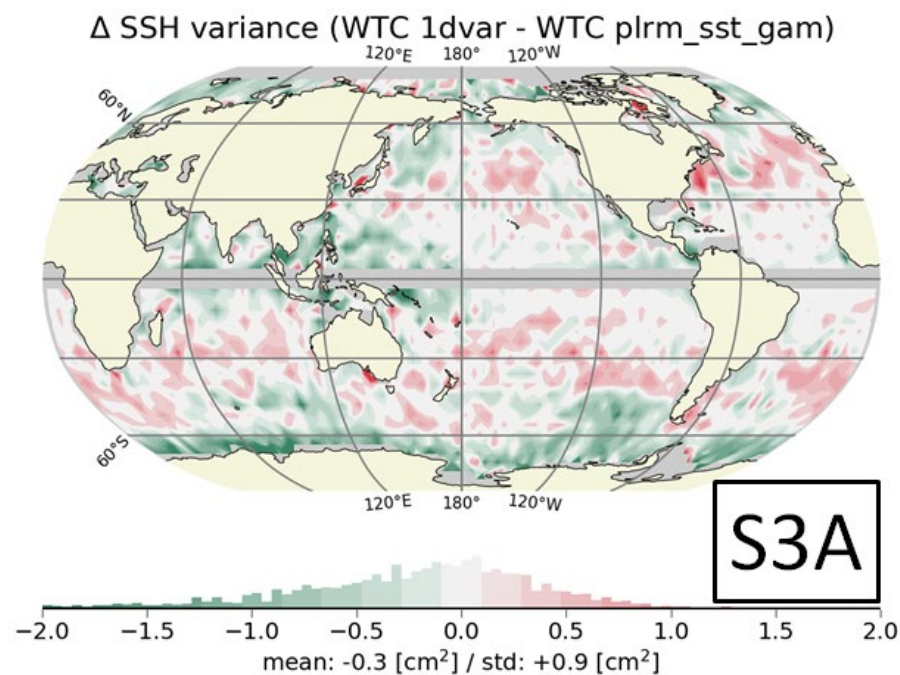 Δ SSH variance (WTC 1dvar - WTC plrm_sst_gam)
120°E 180° 120°W
60°N
60°S
120°E 180° 120°W
S3A
−2.0 −1.5 −1.0 −0.5 0.0 0.5 1.0 1.5 2.0
mean: -0.3 [cm²] / std: +0.9 [cm²]